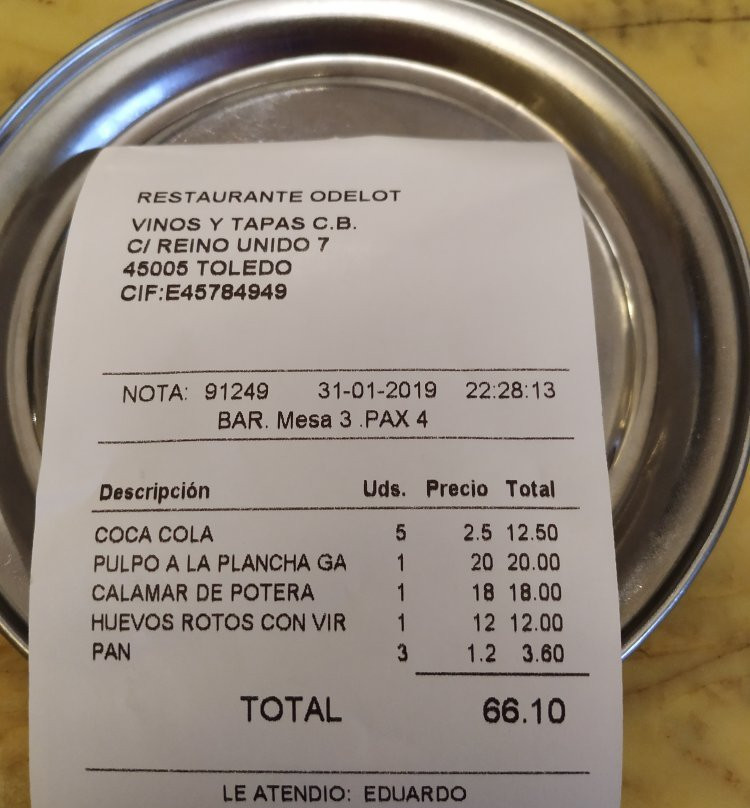 RESTAURANTE ODELOT
VINOS Y TAPAS C.B.
C/ REINO UNIDO 7
45005 TOLEDO
CIF:E45784949
NOTA: 91249 31-01-2019 22:28:13
BAR. Mesa 3 .PAX 4
Descripción Uds. Precio Total
COCA COLA 5 2.5 12.50
PULPO A LA PLANCHA GA 1 20 20.00
CALAMAR DE POTERA 1 18 18.00
HUEVOS ROTOS CON VIR 1 12 12.00
PAN 3 1.2 3.60
TOTAL 66.10
LE ATENDIO: EDUARDO